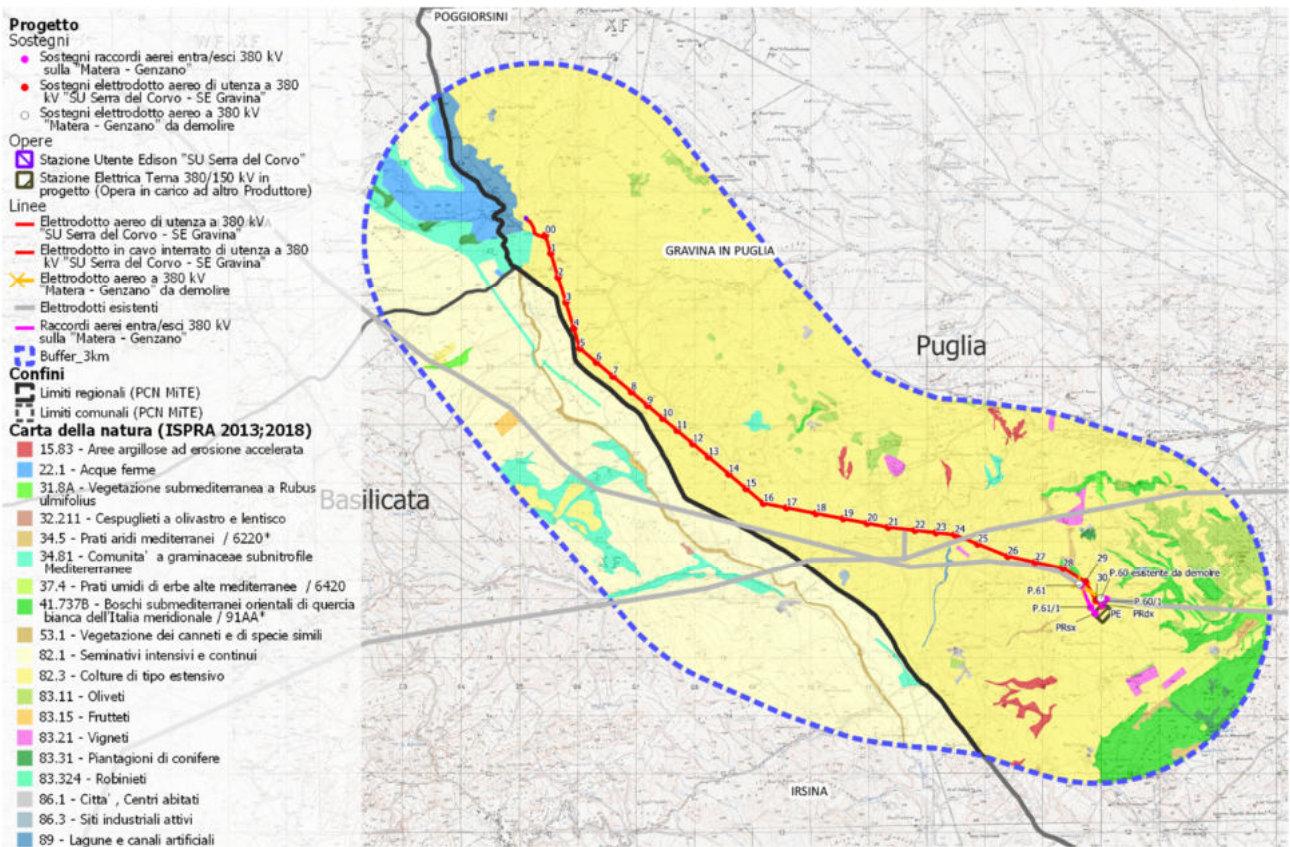 Progetto
Sostegni
Sostegni raccordi aerei entra/esci 380 kV
sulla "Matera - Genzano"
Sostegni elettrodotto aereo di utenza a 380
kV "SU Serra del Corvo - SE Gravina"
Sostegni elettrodotto aereo a 380 kV
"Matera - Genzano" da demolire
Opere
Stazione Utente Edison "SU Serra del Corvo"
Stazione Elettrica Terna 380/150 kV in
progetto (Opera in carico ad altro Produttore)
Linee
Elettrodotto aereo di utenza a 380 kV
"SU Serra del Corvo - SE Gravina"
Elettrodotto in cavo interrato di utenza a 380
kV "SU Serra del Corvo - SE Gravina"
Elettrodotto aereo a 380 kV
"Matera - Genzano" da demolire
Elettrodotti esistenti
Raccordi aerei entra/esci 380 kV
sulla "Matera - Genzano"
Buffer_3km
Confini
Limiti regionali (PCN MiTE)
Limiti comunali (PCN MiTE)
Carta della natura (ISPRA 2013;2018)
15.83 - Aree argillose ad erosione accelerata
22.1 - Acque ferme
31.8A - Vegetazione submediterranea a Rubus
ulmifolius
32.211 - Cespuglieti a olivastro e lentisco
34.5 - Prati aridi mediterranei / 6220*
34.81 - Comunita' a graminaceae subnitrofile
Mediterranee
37.4 - Prati umidi di erbe alte mediterranee / 6420
41.737B - Boschi submediterranei orientali di quercia
bianca dell'Italia meridionale / 91AA*
53.1 - Vegetazione dei canneti e di specie simili
82.1 - Seminativi intensivi e continui
82.3 - Colture di tipo estensivo
83.11 - Oliveti
83.15 - Frutteti
83.21 - Vigneti
83.31 - Piantagioni di conifere
83.324 - Robinieti
86.1 - Citta' , Centri abitati
86.3 - Siti industriali attivi
89 - Lagune e canali artificiali
POGGIORSINI
XF
GRAVINA IN PUGLIA
Puglia
Basilicata
IRSINA
00
1
2
3
4
5
6
7
8
9
10
11
12
13
14
15
16
17
18
19
20
21
22
23
24
25
26
27
28
29
30
P.60 esistente da demolire
P.61
P.60/1
P.61/1
PE
PRdx
PRsx